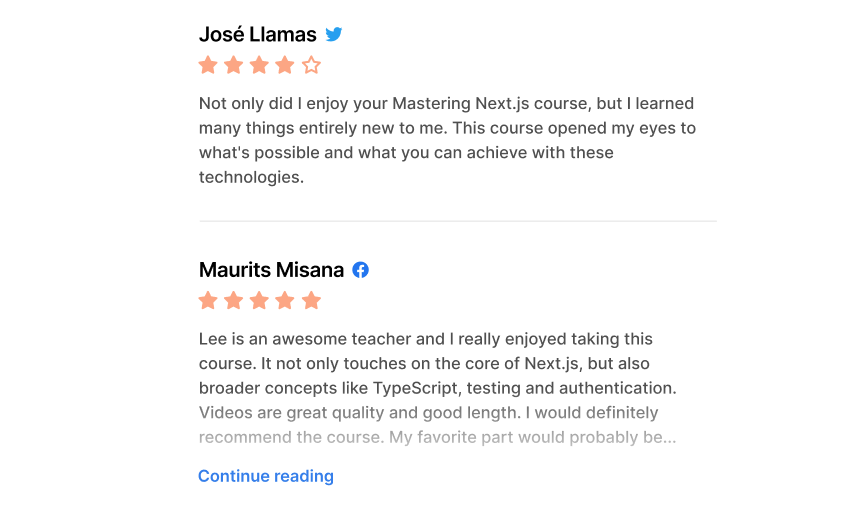 José Llamas
Not only did I enjoy your Mastering Next.js course, but I learned
many things entirely new to me. This course opened my eyes to
what's possible and what you can achieve with these
technologies.
Maurits Misana
Lee is an awesome teacher and I really enjoyed taking this
course. It not only touches on the core of Next.js, but also
broader concepts like TypeScript, testing and authentication.
Videos are great quality and good length. I would definitely
recommend the course. My favorite part would probably be...
Continue reading